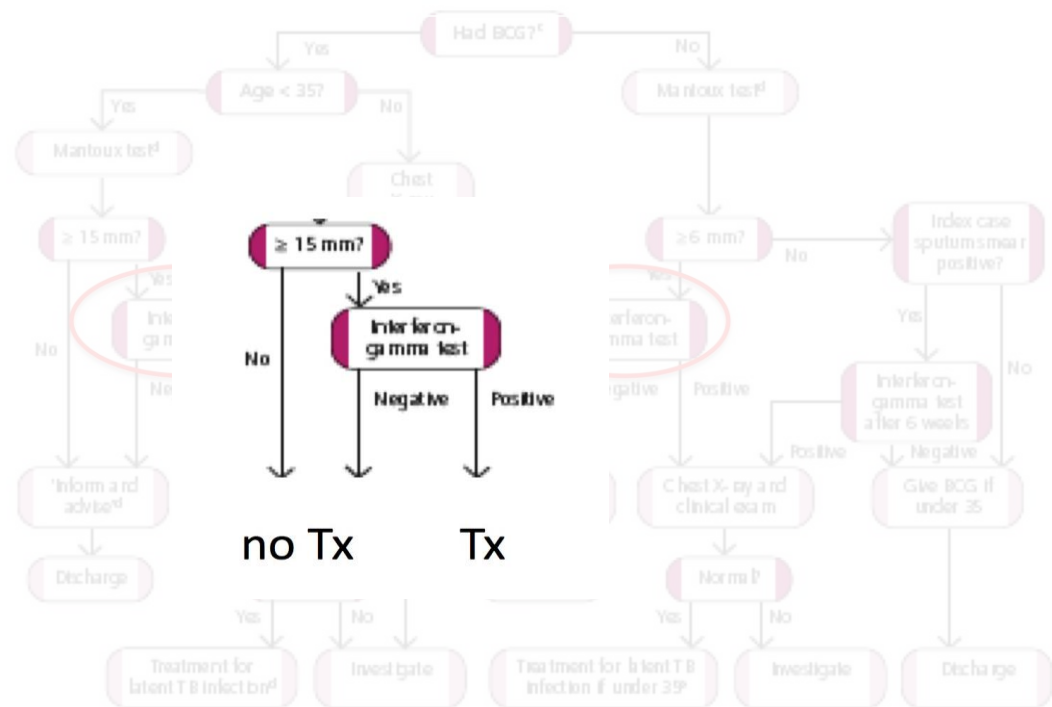 Had BCG?c
Yes
No
Age < 35?
Mantoux testd
Yes
No
Mantoux testd
Chest
≥ 15 mm?
≥ 15 mm?
≥6 mm?
Index case
sputum smear
positive?
No
Yes
Yes
Yes
Interferon-
gamma test
Yes
No
No
No
Negative
Positive
Negative
Positive
Interferon-
gamma test
after 6 weeks
Positive
Negative
'Inform and
advise'd
Chest X-ray and
clinical exam
Give BCG if
under 35
no Tx
Tx
Discharge
Normal?
Yes
No
Yes
No
Treatment for
latent TB infectiond
Investigate
Treatment for latent TB
infection if under 35
Investigate
Discharge